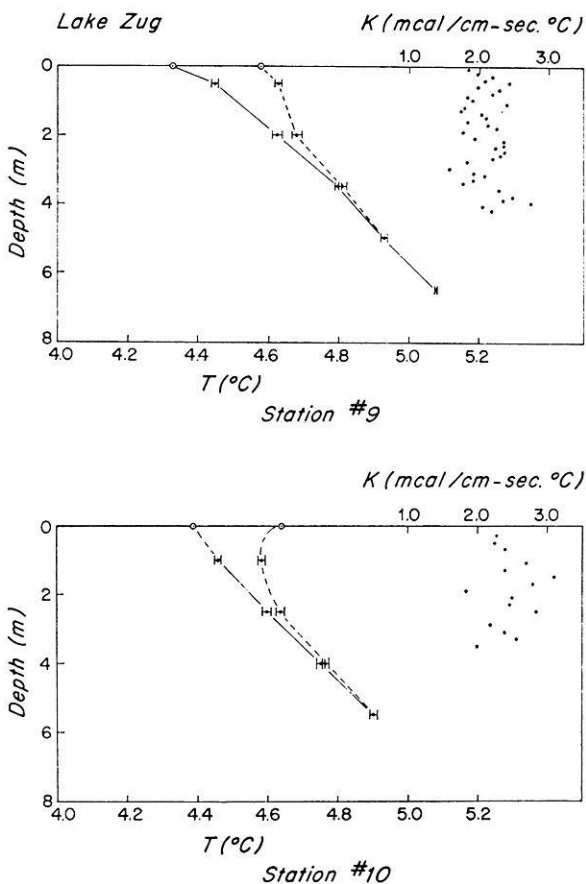 Lake Zug
K (mcal/cm-sec. °C)
1.0 2.0 3.0
0
2
4
6
8
Depth (m)
4.0 4.2 4.4 4.6 4.8 5.0 5.2
T (°C)
Station #9
K (mcal/cm-sec. °C)
1.0 2.0 3.0
0
2
4
6
8
Depth (m)
4.0 4.2 4.4 4.6 4.8 5.0 5.2
T (°C)
Station #10